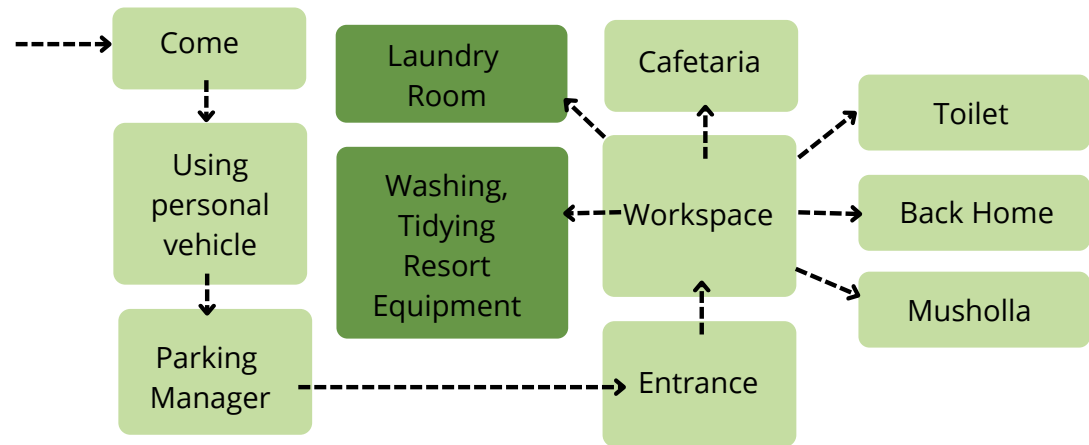 Come
Using
personal
vehicle
Parking
Manager
Laundry
Room
Washing,
Tidying
Resort
Equipment
Cafetaria
Workspace
Entrance
Toilet
Back Home
Musholla